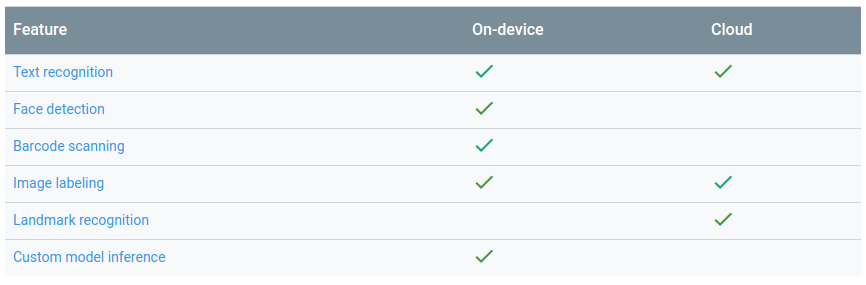 Feature On-device Cloud
Text recognition ✓ ✓
Face detection ✓
Barcode scanning ✓
Image labeling ✓ ✓
Landmark recognition ✓
Custom model inference ✓